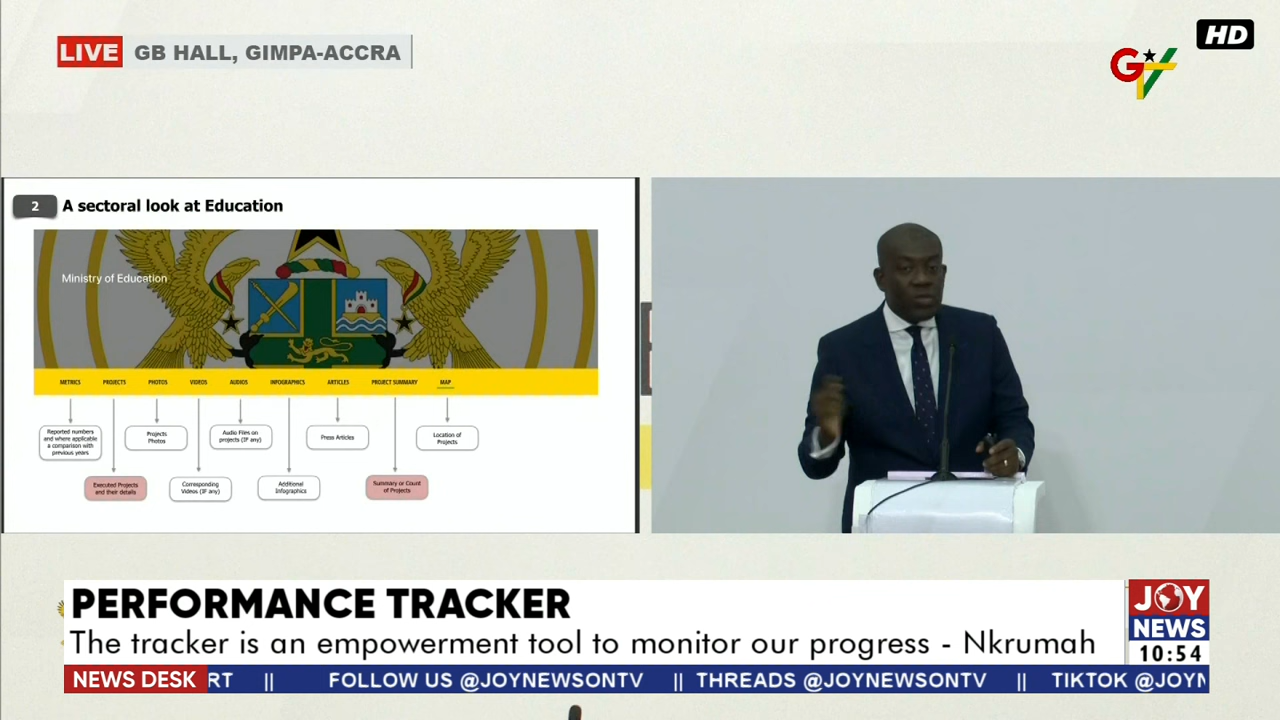 LIVE GB HALL, GIMPA-ACCRA
HD
GTV
2 A sectoral look at Education
Ministry of Education
METRICS PROJECTS PHOTOS VIDEOS AUDIOS INFOGRAPHICS ARTICLES PROJECT SUMMARY MAP
Reported numbers
and where applicable
a comparison with
previous years
Projects
Photos
Audio Files on
projects (IF any)
Press Articles
Location of
Projects
Executed Projects
and their details
Corresponding
Videos (IF any)
Additional
Infographics
Summary or Count
of Projects
PERFORMANCE TRACKER
The tracker is an empowerment tool to monitor our progress - Nkrumah
JOY
NEWS
10:54
NEWS DESK RT || FOLLOW US @JOYNEWSONTV || THREADS @JOYNEWSONTV || TIKTOK @JOYN